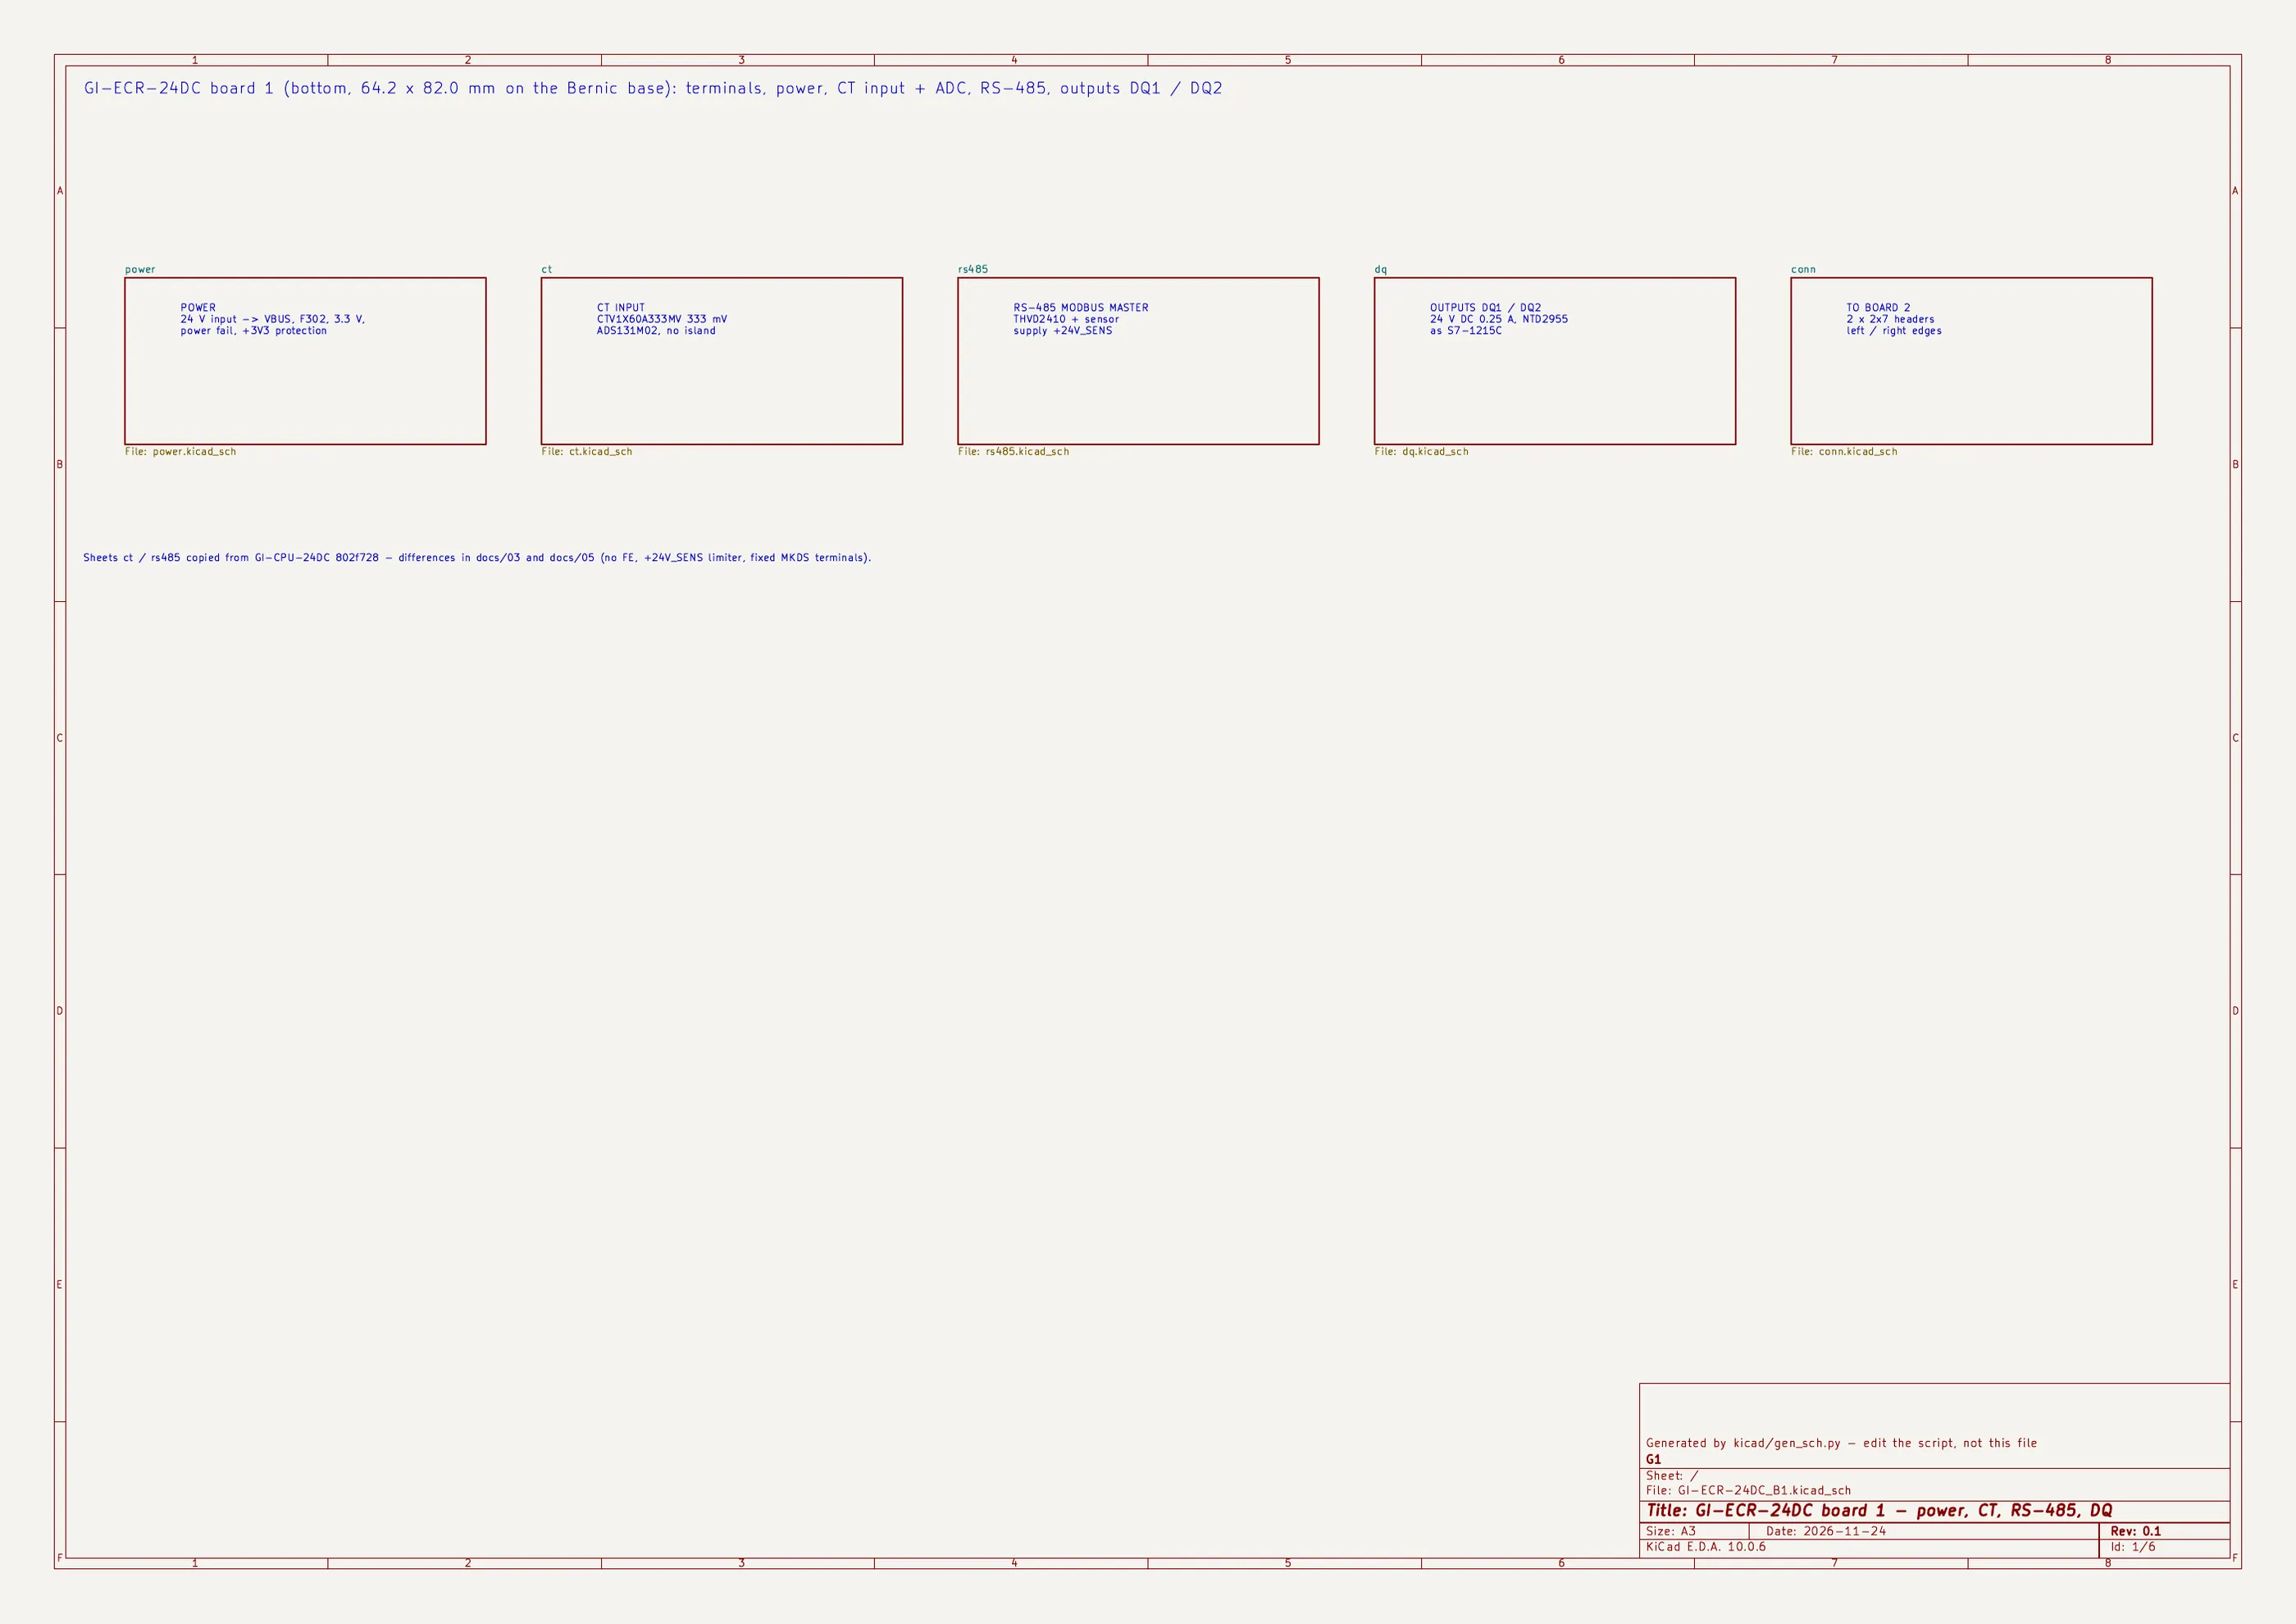 1 2 3 4 5 6 7 8
GI-ECR-24DC board 1 (bottom, 64.2 x 82.0 mm on the Bernic base): terminals, power, CT input + ADC, RS-485, outputs DQ1 / DQ2
A A
power
POWER
24 V input -> VBUS, F302, 3.3 V,
power fail, +3V3 protection
File: power.kicad_sch
ct
CT INPUT
CTV1X60A333MV 333 mV
ADS131M02, no island
File: ct.kicad_sch
rs485
RS-485 MODBUS MASTER
THVD2410 + sensor
supply +24V_SENS
File: rs485.kicad_sch
dq
OUTPUTS DQ1 / DQ2
24 V DC 0.25 A, NTD2955
as S7-1215C
File: dq.kicad_sch
conn
TO BOARD 2
2 x 2x7 headers
left / right edges
File: conn.kicad_sch
B B
Sheets ct / rs485 copied from GI-CPU-24DC 802f728 - differences in docs/03 and docs/05 (no FE, +24V_SENS limiter, fixed MKDS terminals).
C C
D D
E E
Generated by kicad/gen_sch.py - edit the script, not this file
G1
Sheet: /
File: GI-ECR-24DC_B1.kicad_sch
Title: GI-ECR-24DC board 1 - power, CT, RS-485, DQ
Size: A3 Date: 2026-11-24 Rev: 0.1
KiCad E.D.A. 10.0.6 Id: 1/6
F F
1 2 3 4 5 6 7 8